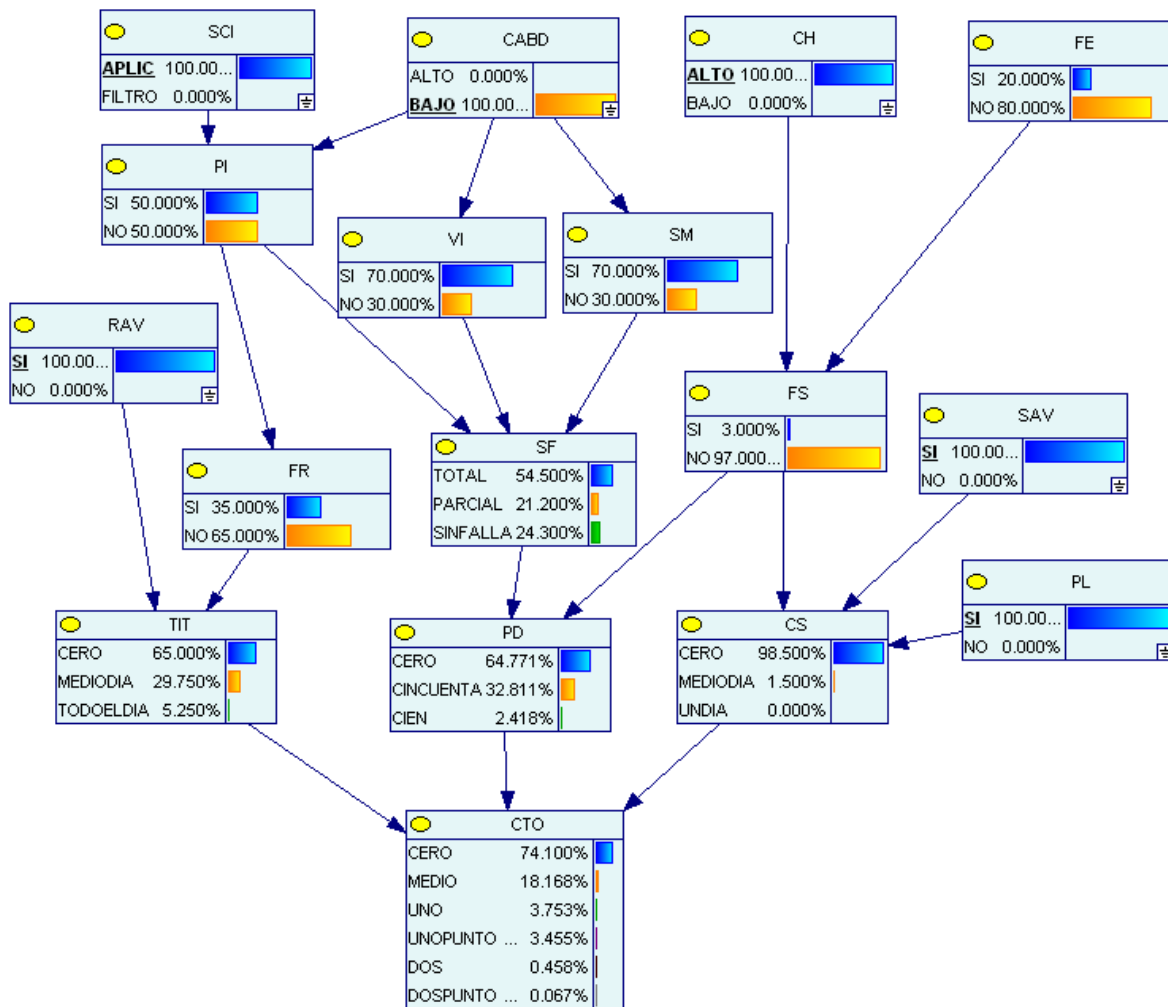 SCI
APLIC 100.00...
FILTRO 0.000%
CABD
ALTO 0.000%
BAJO 100.00...
CH
ALTO 100.00...
BAJO 0.000%
FE
SI 20.000%
NO 80.000%
PI
SI 50.000%
NO 50.000%
VI
SI 70.000%
NO 30.000%
SM
SI 70.000%
NO 30.000%
RAV
SI 100.00...
NO 0.000%
FS
SI 3.000%
NO 97.000...
SAV
SI 100.00...
NO 0.000%
FR
SI 35.000%
NO 65.000%
SF
TOTAL 54.500%
PARCIAL 21.200%
SINFALLA 24.300%
PL
SI 100.00...
NO 0.000%
TIT
CERO 65.000%
MEDIODIA 29.750%
TODOELDIA 5.250%
PD
CERO 64.771%
CINCUENTA 32.811%
CIEN 2.418%
CS
CERO 98.500%
MEDIODIA 1.500%
UNDIA 0.000%
CTO
CERO 74.100%
MEDIO 18.168%
UNO 3.753%
UNOPUNTO ... 3.455%
DOS 0.458%
DOSPUNTO ... 0.067%